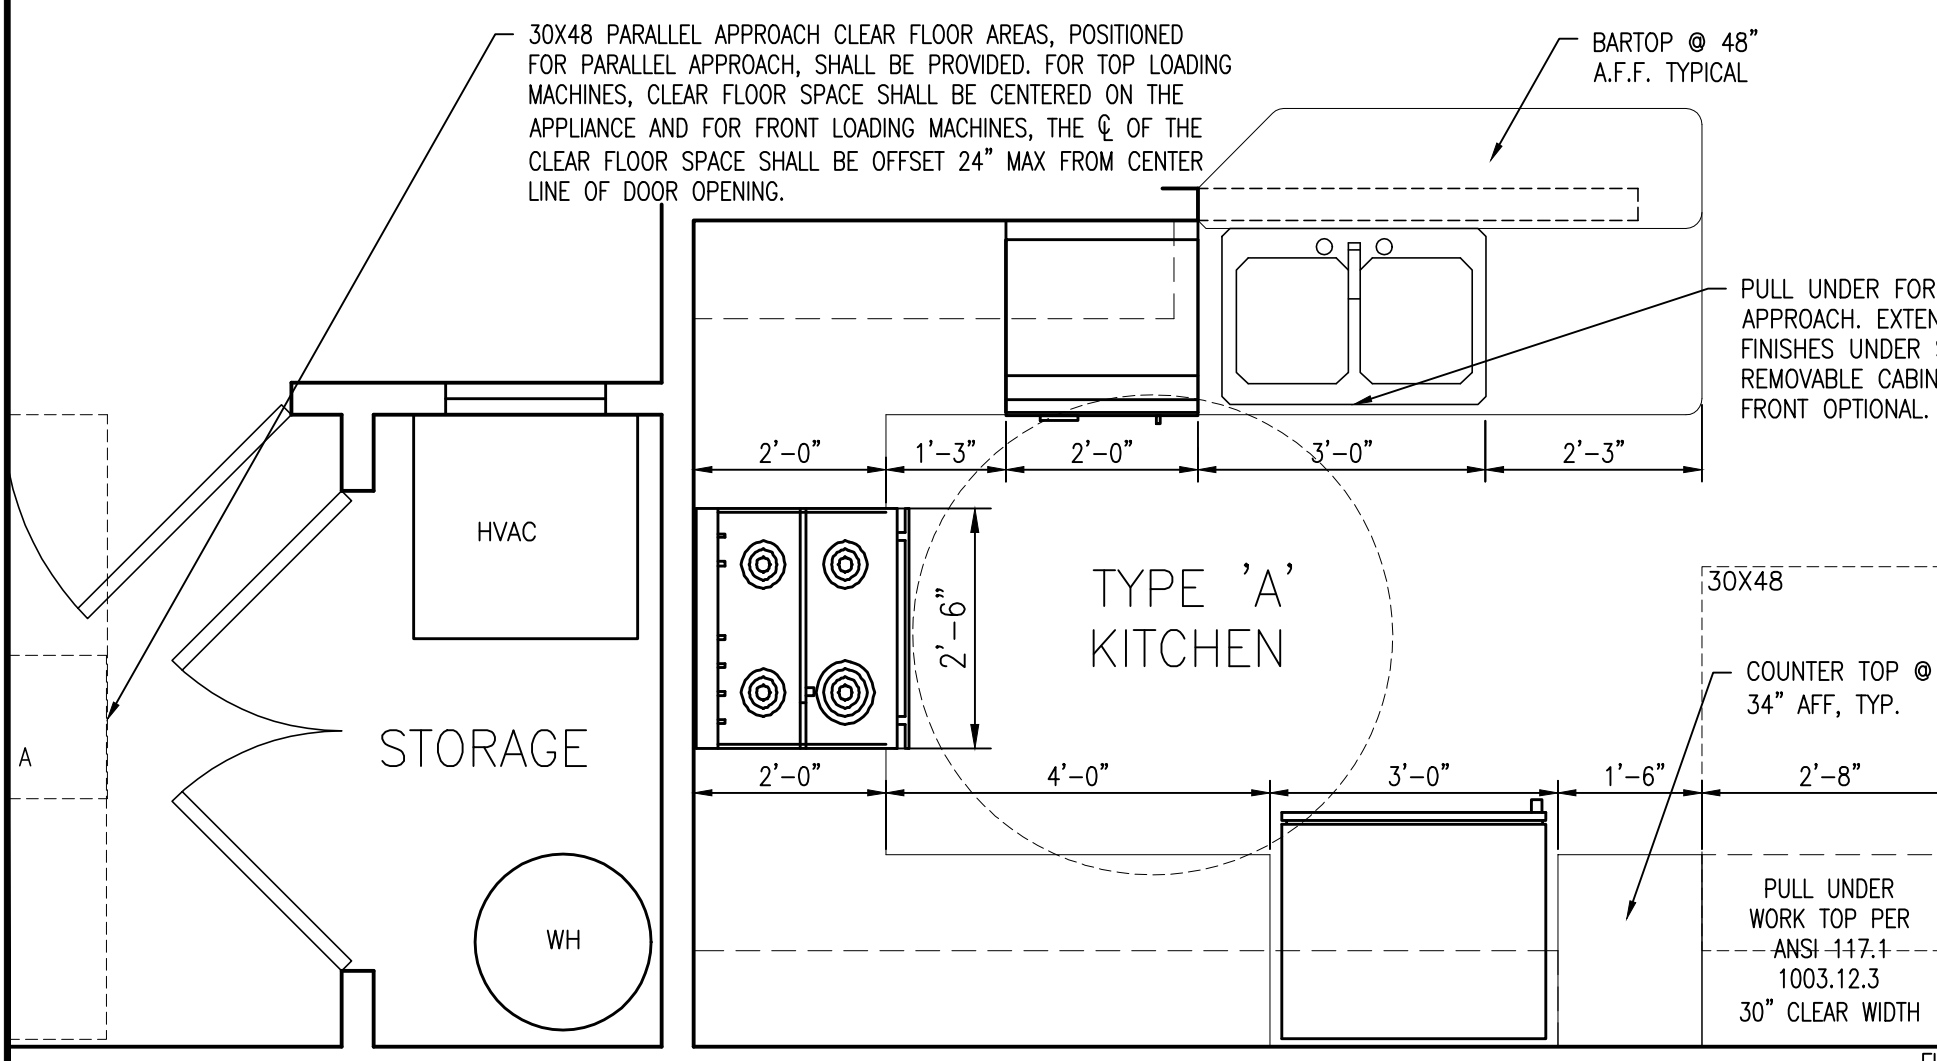 30X48 PARALLEL APPROACH CLEAR FLOOR AREAS, POSITIONED
FOR PARALLEL APPROACH, SHALL BE PROVIDED. FOR TOP LOADING
MACHINES, CLEAR FLOOR SPACE SHALL BE CENTERED ON THE
APPLIANCE AND FOR FRONT LOADING MACHINES, THE ℄ OF THE
CLEAR FLOOR SPACE SHALL BE OFFSET 24" MAX FROM CENTER
LINE OF DOOR OPENING.
BARTOP @ 48"
A.F.F. TYPICAL
PULL UNDER FOR
APPROACH. EXTEN
FINISHES UNDER
REMOVABLE CABIN
FRONT OPTIONAL.
2'-0" 1'-3" 2'-0" 3'-0" 2'-3"
HVAC
2'-6"
TYPE 'A'
KITCHEN
30X48
COUNTER TOP @
34" AFF, TYP.
STORAGE
A
2'-0" 4'-0" 3'-0" 1'-6" 2'-8"
WH
PULL UNDER
WORK TOP PER
ANSI 117.1
1003.12.3
30" CLEAR WIDTH